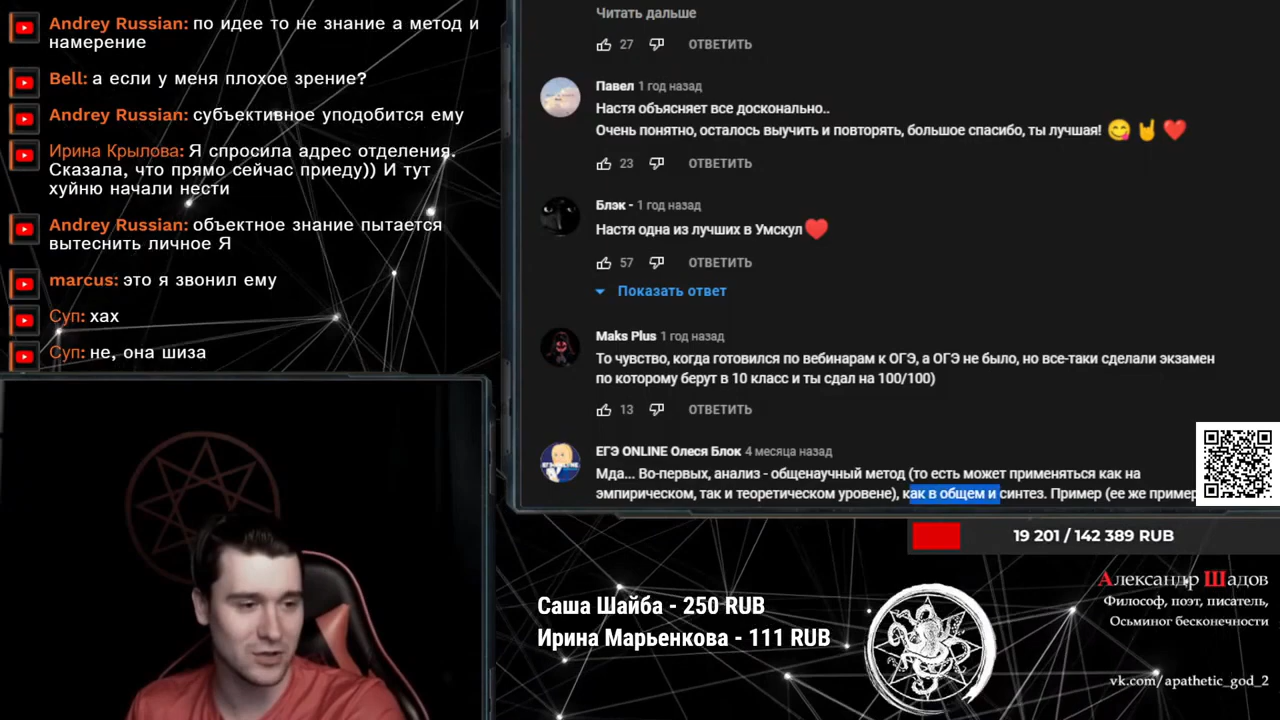 Andrey Russian: по идее то не знание а метод и
намерение
Bell: а если у меня плохое зрение?
Andrey Russian: субъективное уподобится ему
Ирина Крылова: Я спросила адрес отделения.
Сказала, что прямо сейчас приеду)) И тут
хуйню начали нести
Andrey Russian: объектное знание пытается
вытеснить личное Я
marcus: это я звонил ему
Суп: хах
Суп: не, она шиза
Читать дальше
27 ОТВЕТИТЬ
Павел 1 год назад
Настя объясняет все досконально..
Очень понятно, осталось выучить и повторять, большое спасибо, ты лучшая! 😋 🤘 ❤️
23 ОТВЕТИТЬ
Блэк - 1 год назад
Настя одна из лучших в Умскул❤️
57 ОТВЕТИТЬ
Показать ответ
Maks Plus 1 год назад
То чувство, когда готовился по вебинарам к ОГЭ, а ОГЭ не было, но все-таки сделали экзамен
по которому берут в 10 класс и ты сдал на 100/100)
13 ОТВЕТИТЬ
ЕГЭ ONLINE Олеся Блок 4 месяца назад
Мда... Во-первых, анализ - общенаучный метод (то есть может применяться как на
эмпирическом, так и теоретическом уровене), как в общем и синтез. Пример (ее же пример
19 201 / 142 389 RUB
Саша Шайба - 250 RUB
Ирина Марьенкова - 111 RUB
Александр Шадов
Философ, поэт, писатель,
Осьминог бесконечности
vk.com/apathetic_god_2